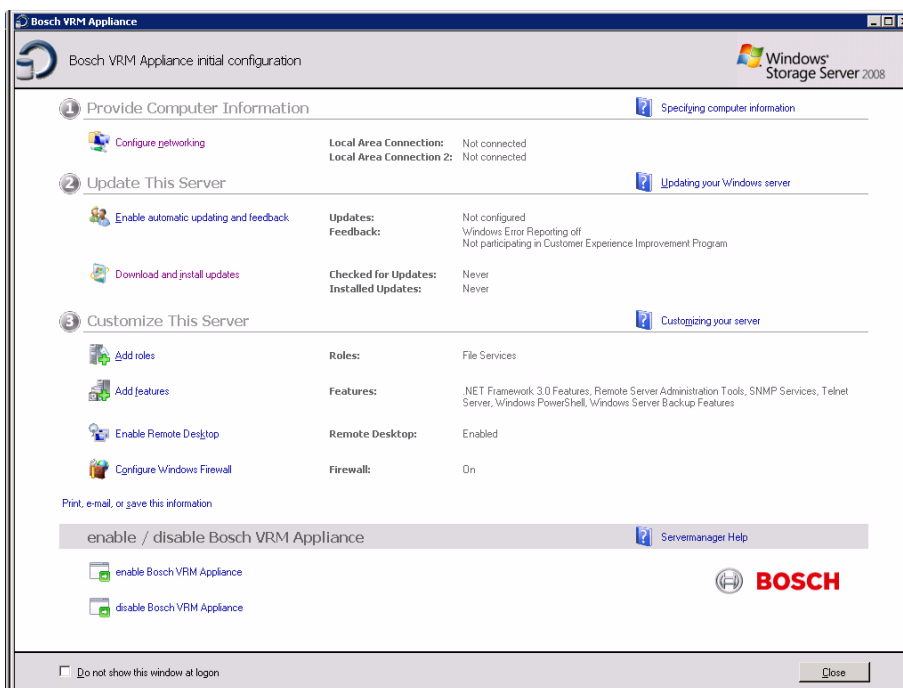 Bosch VRM Appliance
Bosch VRM Appliance initial configuration
Windows®
Storage Server 2008
1 Provide Computer Information
Specifying computer information
Configure networking
Local Area Connection: Not connected
Local Area Connection 2: Not connected
2 Update This Server
Updating your Windows server
Enable automatic updating and feedback
Updates: Not configured
Feedback: Windows Error Reporting off
Not participating in Customer Experience Improvement Program
Download and install updates
Checked for Updates: Never
Installed Updates: Never
3 Customize This Server
Customizing your server
Add roles
Roles: File Services
Add features
Features: .NET Framework 3.0 Features, Remote Server Administration Tools, SNMP Services, Telnet
Server, Windows PowerShell, Windows Server Backup Features
Enable Remote Desktop
Remote Desktop: Enabled
Configure Windows Firewall
Firewall: On
Print, e-mail, or save this information
enable / disable Bosch VRM Appliance
Servermanager Help
enable Bosch VRM Appliance
BOSCH
disable Bosch VRM Appliance
Do not show this window at logon
Close